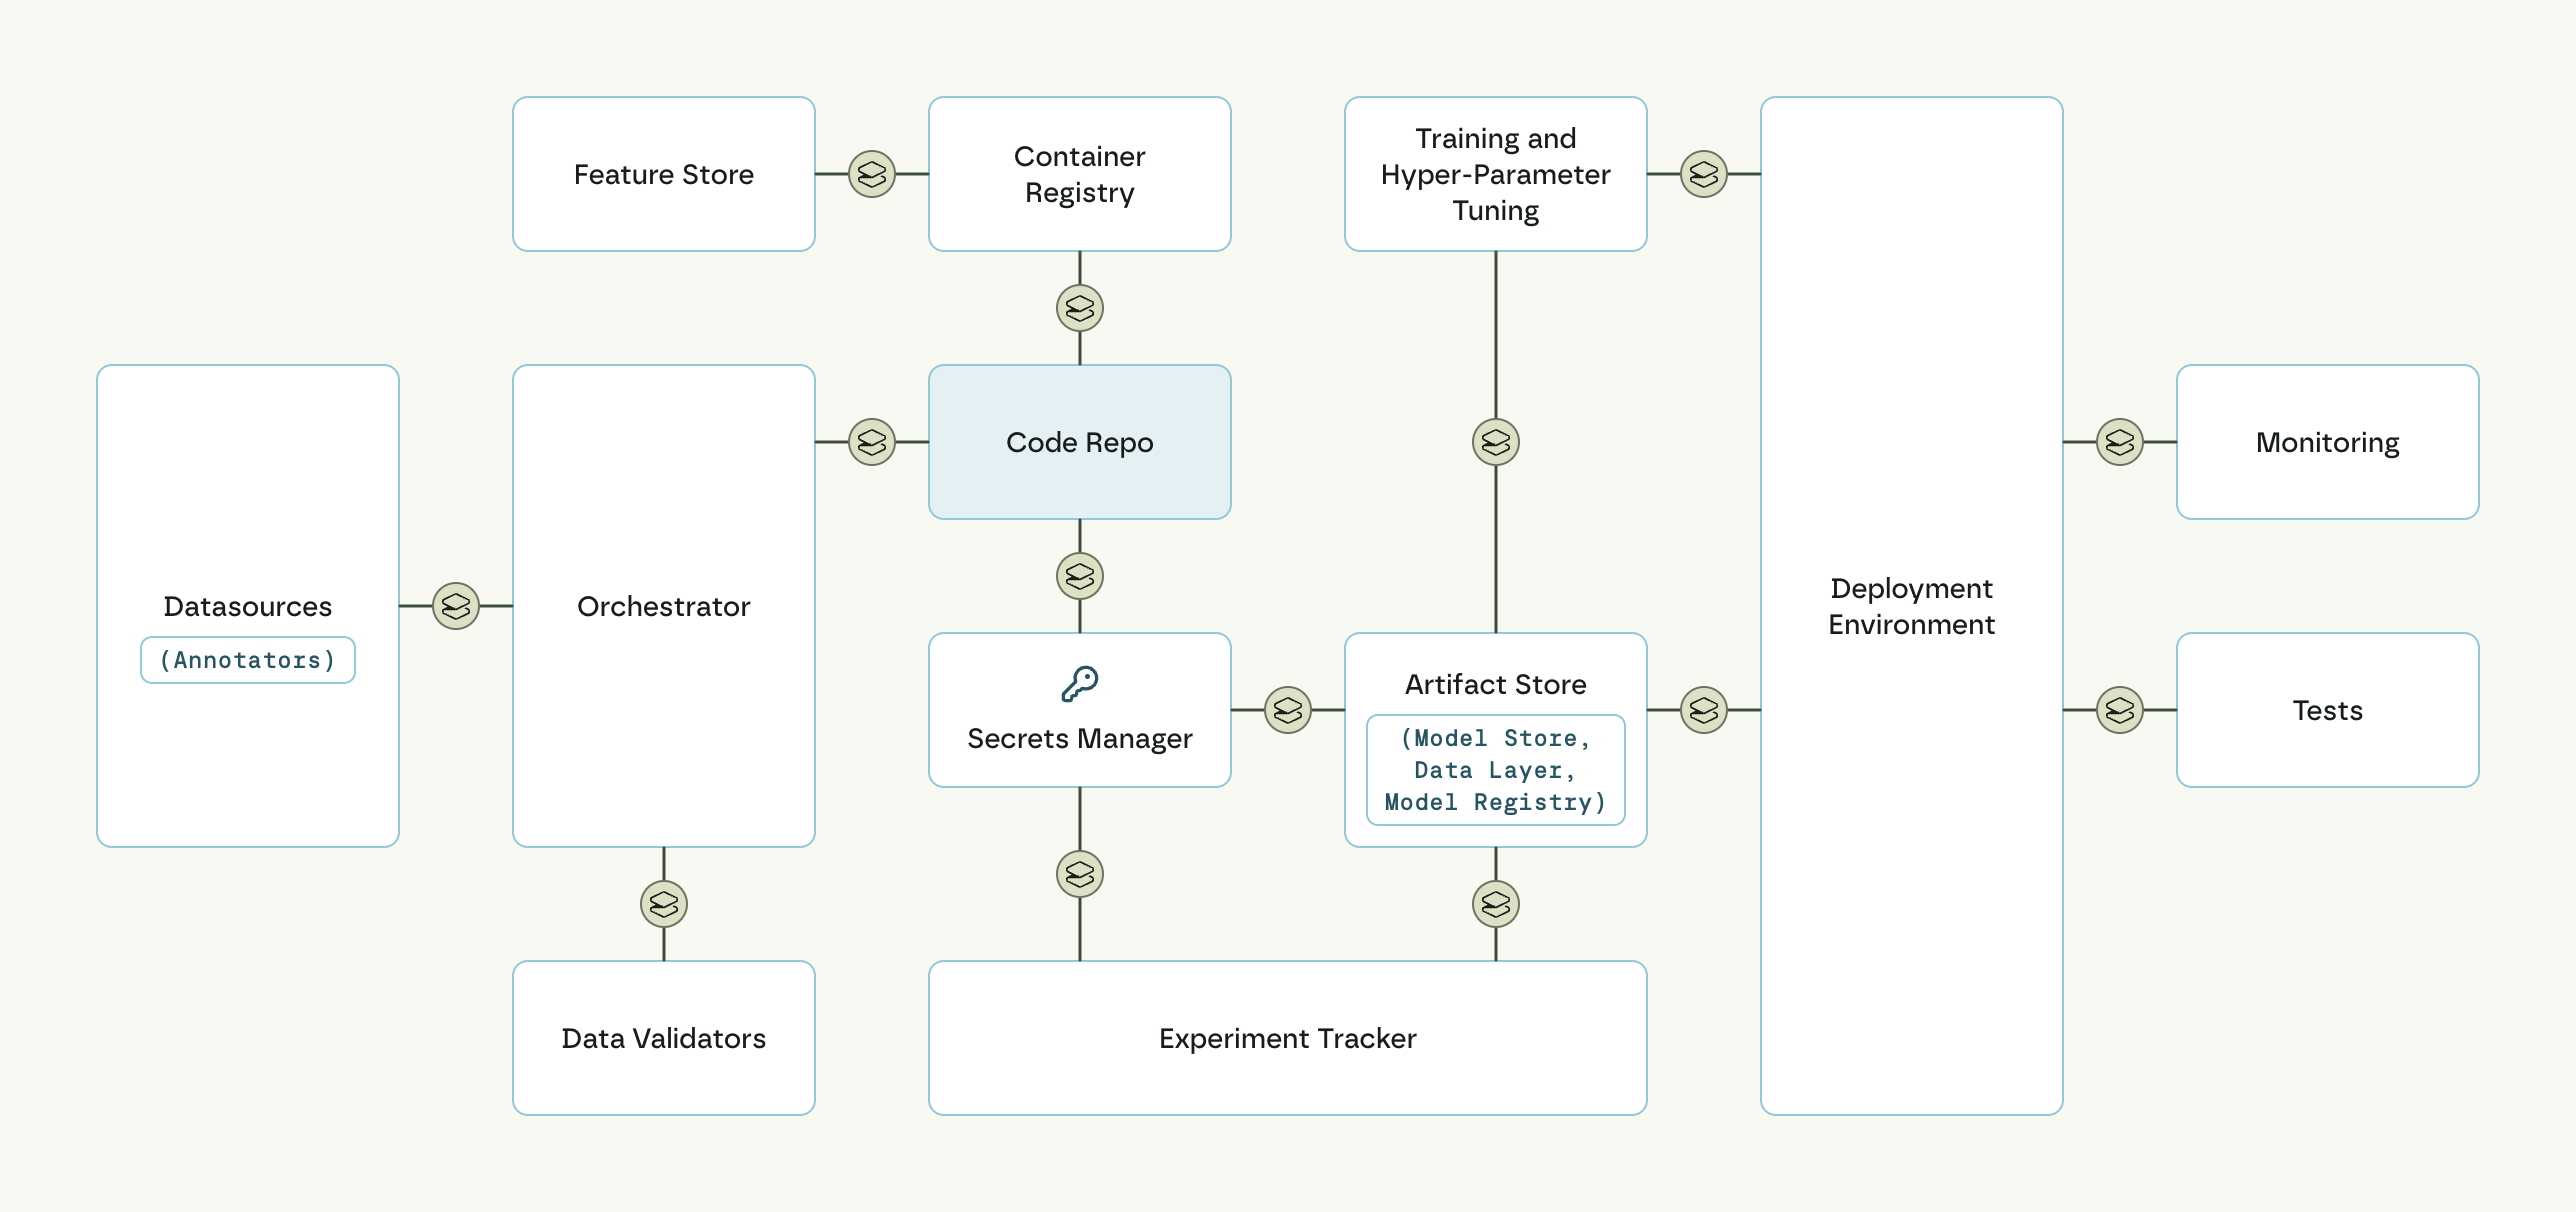 Feature Store
Container
Registry
Training and
Hyper-Parameter
Tuning
Code Repo
Monitoring
Datasources
(Annotators)
Orchestrator
Secrets Manager
Artifact Store
(Model Store,
Data Layer,
Model Registry)
Deployment
Environment
Tests
Data Validators
Experiment Tracker